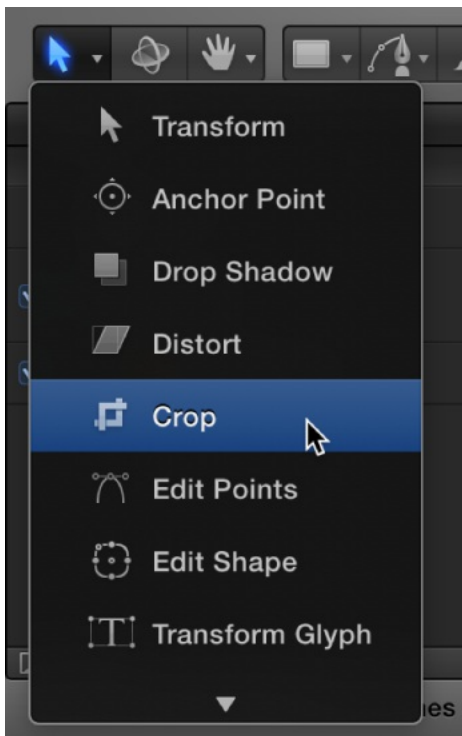 Transform
Anchor Point
Drop Shadow
Distort
Crop
Edit Points
Edit Shape
Transform Glyph